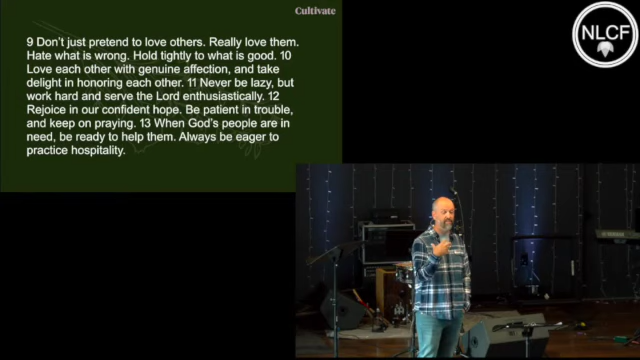 Cultivate
NLCF
9 Don't just pretend to love others. Really love them.
Hate what is wrong. Hold tightly to what is good. 10
Love each other with genuine affection, and take
delight in honoring each other. 11 Never be lazy, but
work hard and serve the Lord enthusiastically. 12
Rejoice in our confident hope. Be patient in trouble,
and keep on praying. 13 When God's people are in
need, be ready to help them. Always be eager to
practice hospitality.